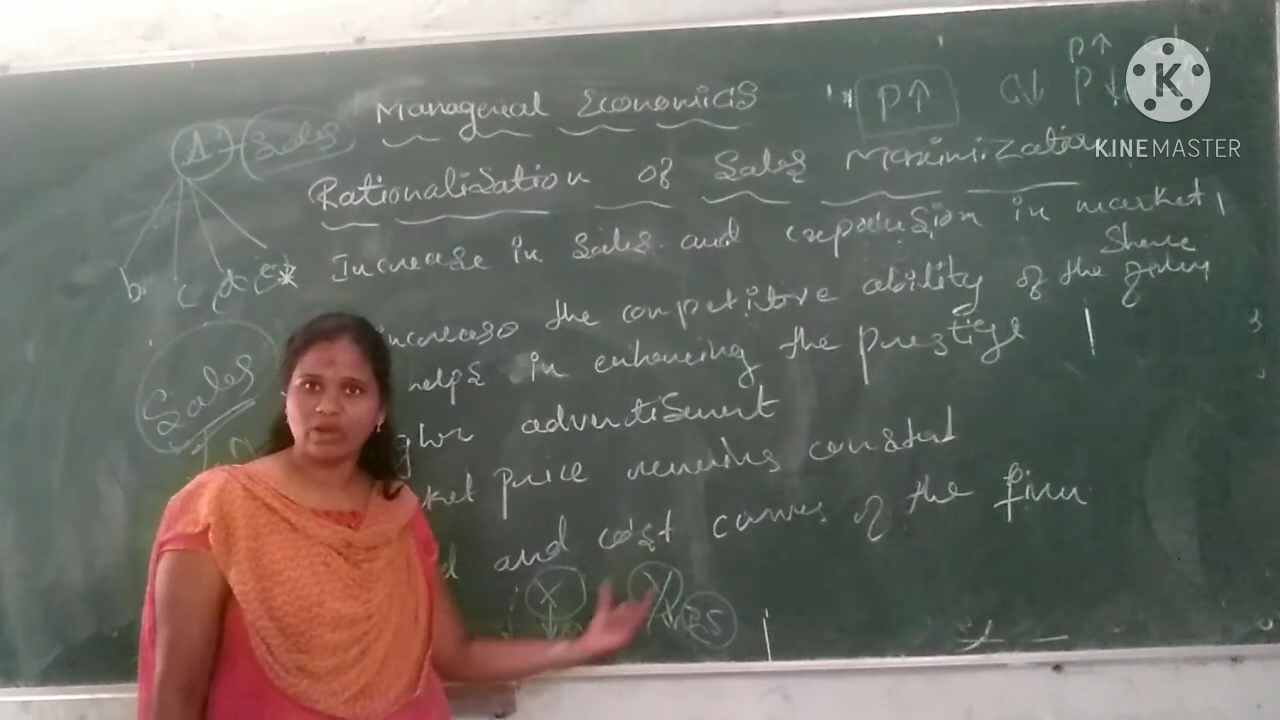 P↑
C↓ P↓
K
KINEMASTER
Managerial Economics
P↑
A - Sales
Rationalisation of Sales Maximization
b c d e
* Increase in Sales and expansion in market
Share
increase the competitive ability of the firm
helps in enhancing the prestige
Sales
advertisement
ket price remains constant
and cost curves of the firm
X Y
ES